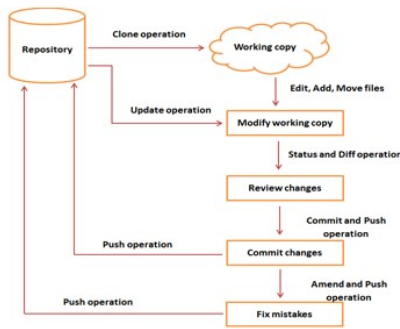 Clone operation
Repository
Working copy
Edit, Add, Move files
Update operation
Modify working copy
Status and Diff operation
Review changes
Commit and Push
operation
Push operation
Commit changes
Amend and Push
operation
Push operation
Fix mistakes